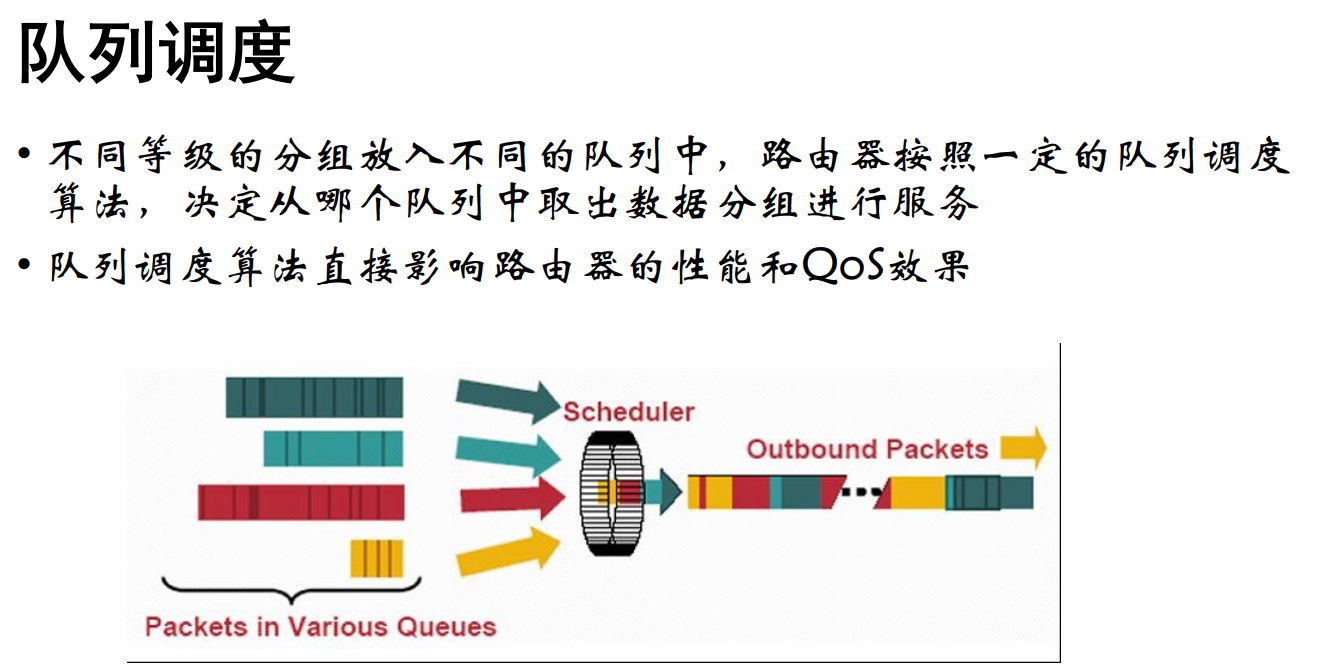 队列调度
• 不同等级的分组放入不同的队列中，路由器按照一定的队列调度
算法，决定从哪个队列中取出数据分组进行服务
• 队列调度算法直接影响路由器的性能和QoS效果
Scheduler
Outbound Packets
Packets in Various Queues